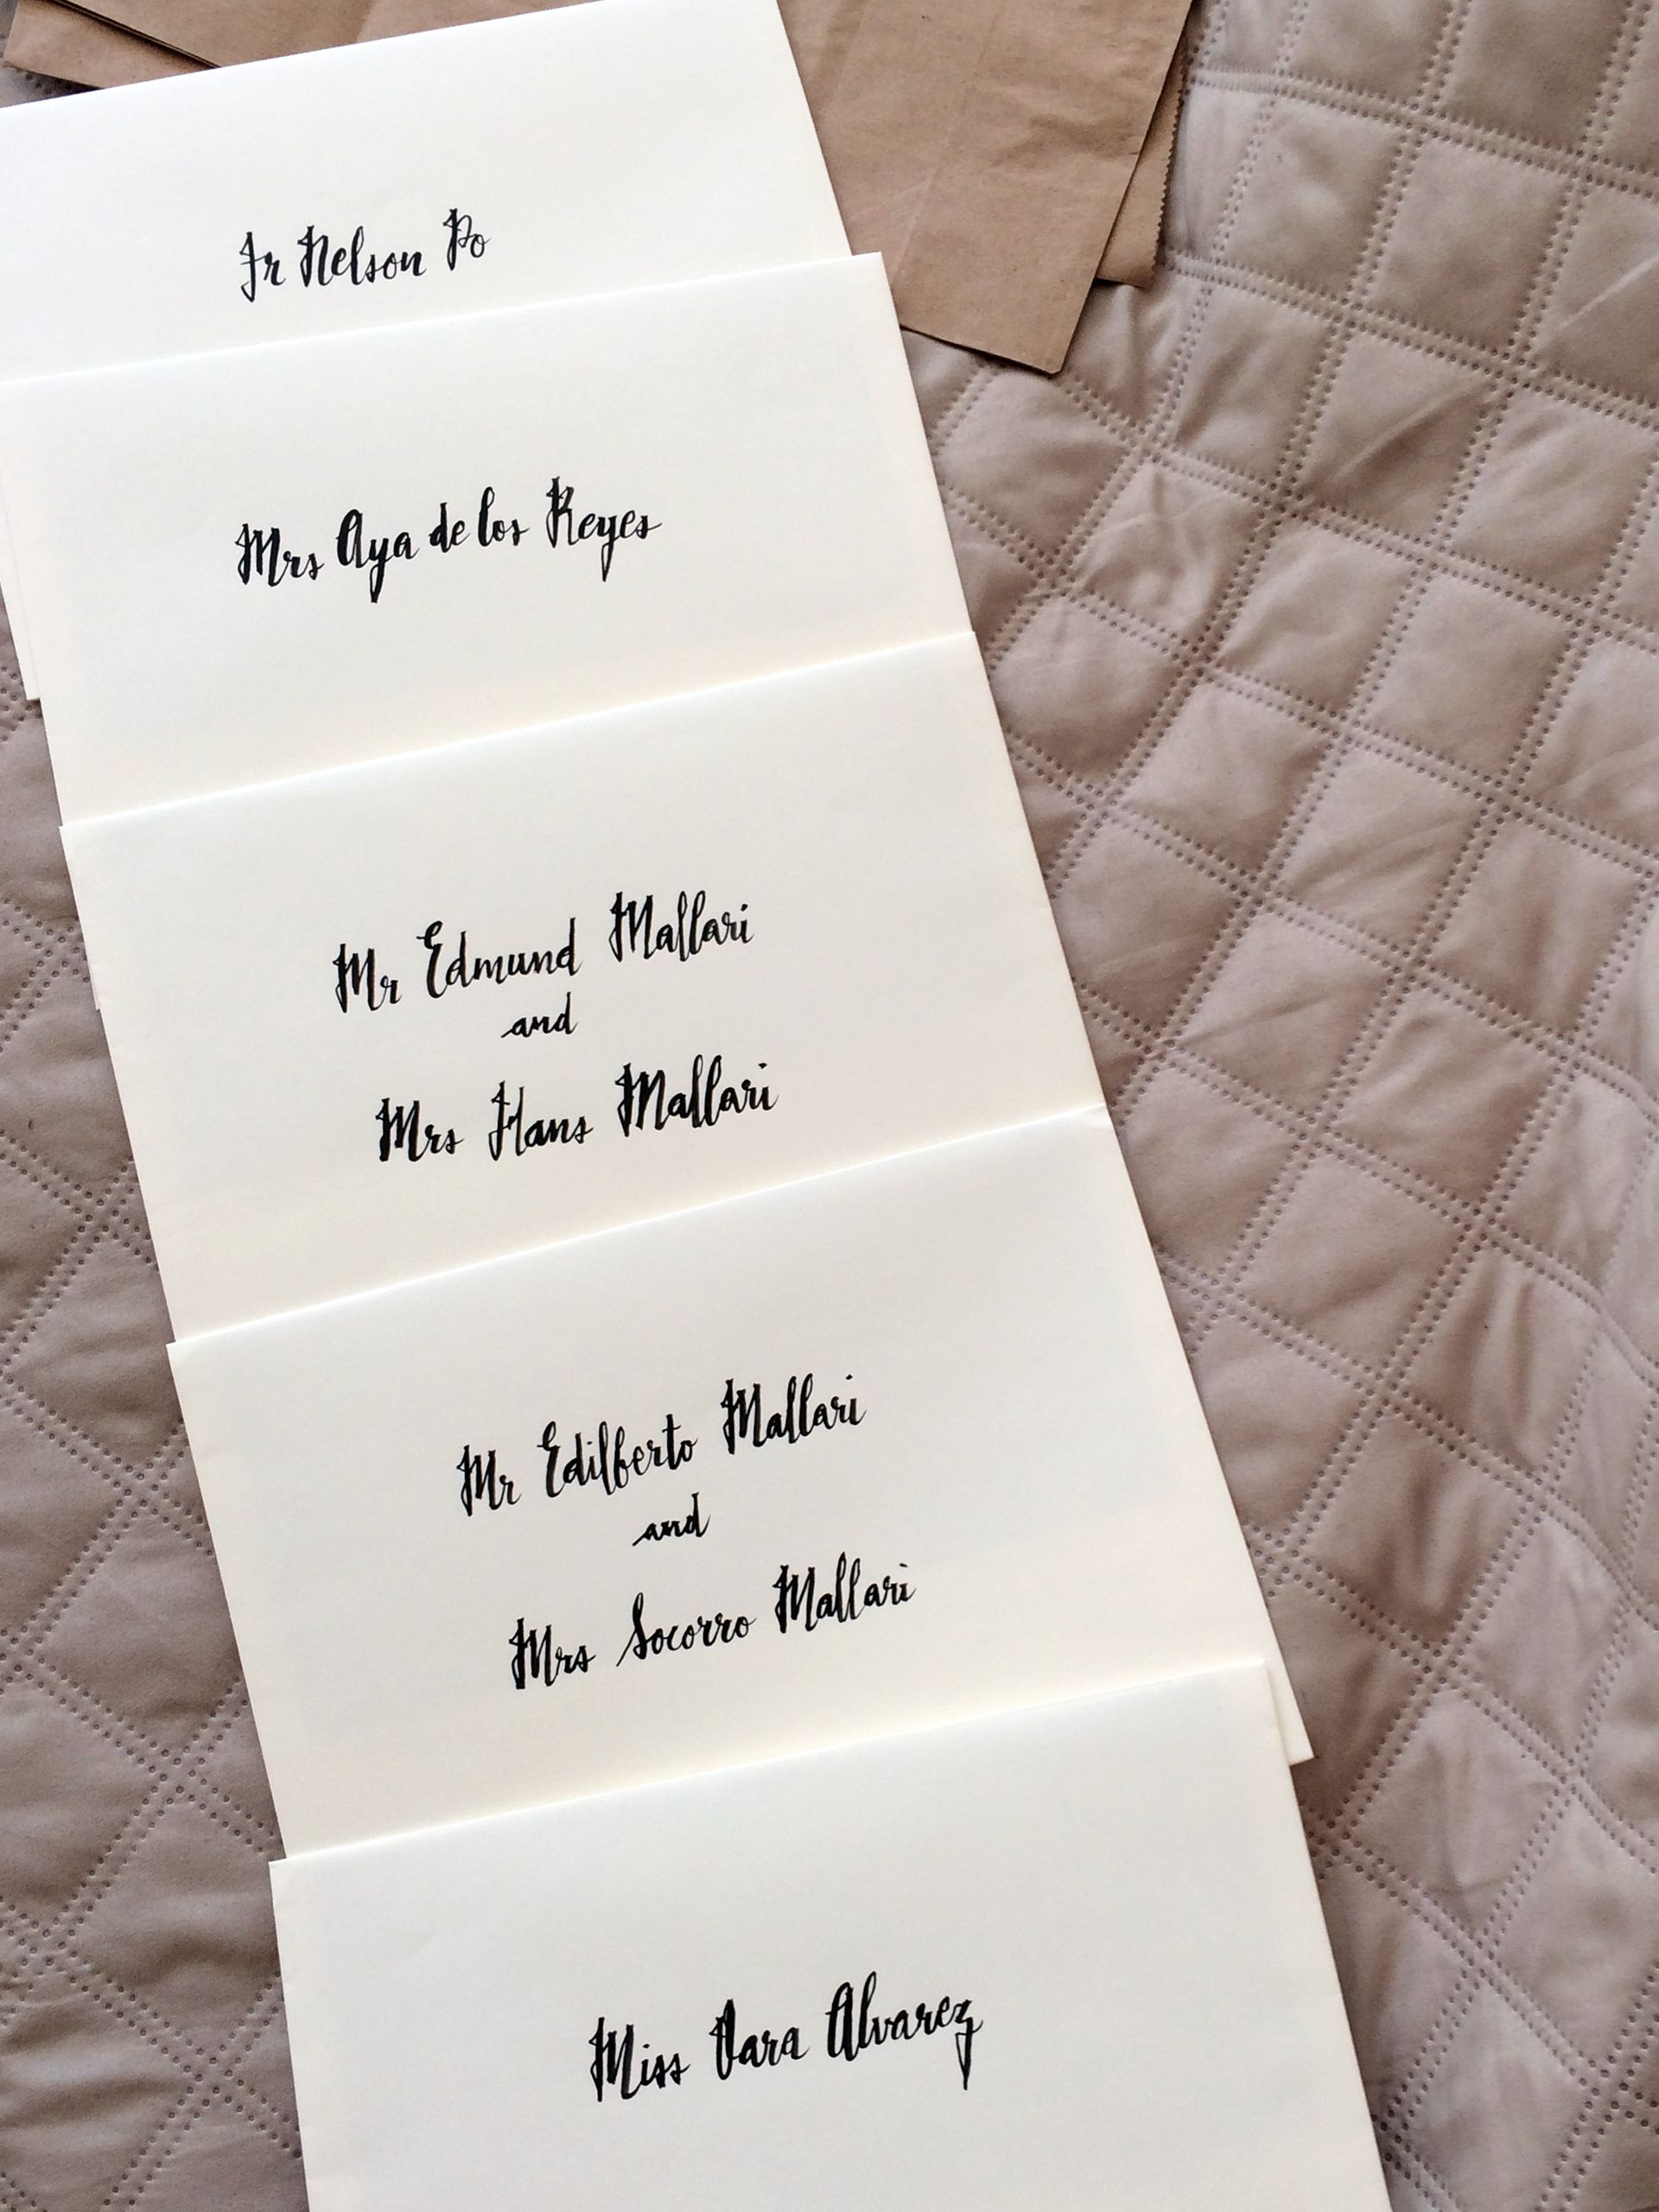 Fr Nelson Po
Mrs Aya de los Reyes
Mr Edmund Mallari
and
Mrs Hans Mallari
Mr Edilberto Mallari
and
Mrs Socorro Mallari
Miss Vara Alvarez